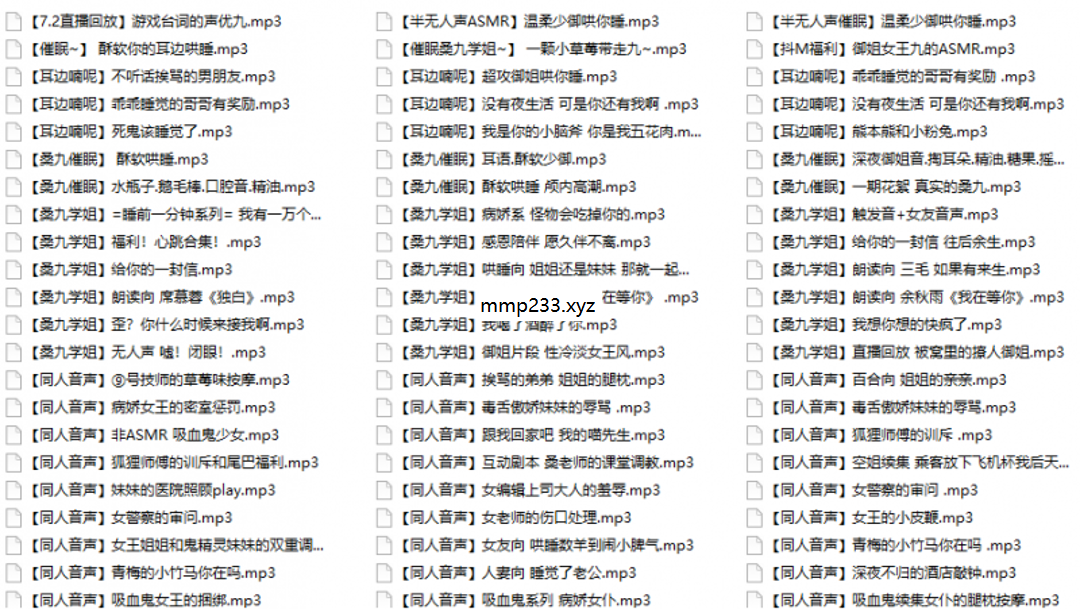 【7.2直播回放】游戏台词的声优九.mp3
【催眠~】 酥软你的耳边哄睡.mp3
【耳边喃呢】不听话挨骂的男朋友.mp3
【耳边喃呢】乖乖睡觉的哥哥有奖励.mp3
【耳边喃呢】死鬼该睡觉了.mp3
【桑九催眠】 酥软哄睡.mp3
【桑九催眠】水瓶子.鹅毛棒.口腔音.精油.mp3
【桑九学姐】=睡前一分钟系列= 我有一万个...
【桑九学姐】福利！心跳合集！.mp3
【桑九学姐】给你的一封信.mp3
【桑九学姐】朗读向 席慕蓉《独白》.mp3
【桑九学姐】歪？你什么时候来接我啊.mp3
【桑九学姐】无人声 嘘！闭眼！.mp3
【同人音声】⑨号技师的草莓味按摩.mp3
【同人音声】病娇女王的密室惩罚.mp3
【同人音声】非ASMR 吸血鬼少女.mp3
【同人音声】狐狸师傅的训斥和尾巴福利.mp3
【同人音声】妹妹的医院照顾play.mp3
【同人音声】女警察的审问.mp3
【同人音声】女王姐姐和鬼精灵妹妹的双重调...
【同人音声】青梅的小竹马你在吗.mp3
【同人音声】吸血鬼女王的捆绑.mp3
【半无人声ASMR】温柔少御哄你睡.mp3
【催眠桑九学姐~】 一颗小草莓带走九~.mp3
【耳边喃呢】超攻御姐哄你睡.mp3
【耳边喃呢】没有夜生活 可是你还有我啊 .mp3
【耳边喃呢】我是你的小脑斧 你是我五花肉.m...
【桑九催眠】耳语.酥软少御.mp3
【桑九催眠】酥软哄睡 颅内高潮.mp3
【桑九学姐】病娇系 怪物会吃掉你的.mp3
【桑九学姐】感恩陪伴 愿久伴不离.mp3
【桑九学姐】哄睡向 姐姐还是妹妹 那就一起...
【桑九学姐】 在等你》 .mp3
mmp233.xyz
【桑九学姐】我喝了酒醉了你.mp3
【桑九学姐】御姐片段 性冷淡女王风.mp3
【同人音声】挨骂的弟弟 姐姐的腿枕.mp3
【同人音声】毒舌傲娇妹妹的辱骂 .mp3
【同人音声】跟我回家吧 我的喵先生.mp3
【同人音声】互动剧本 桑老师的课堂调教.mp3
【同人音声】女编辑上司大人的羞辱.mp3
【同人音声】女老师的伤口处理.mp3
【同人音声】女友向 哄睡数羊到闹小脾气.mp3
【同人音声】人妻向 睡觉了老公.mp3
【同人音声】吸血鬼系列 病娇女仆.mp3
【半无人声催眠】温柔少御哄你睡.mp3
【抖M福利】御姐女王九的ASMR.mp3
【耳边喃呢】乖乖睡觉的哥哥有奖励 .mp3
【耳边喃呢】没有夜生活 可是你还有我啊.mp3
【耳边喃呢】熊本熊和小粉兔.mp3
【桑九催眠】深夜御姐音.掏耳朵.精油.糖果.摇...
【桑九催眠】一期花絮 真实的桑九.mp3
【桑九学姐】触发音+女友音声.mp3
【桑九学姐】给你的一封信 往后余生.mp3
【桑九学姐】朗读向 三毛 如果有来生.mp3
【桑九学姐】朗读向 余秋雨《我在等你》.mp3
【桑九学姐】我想你想的快疯了.mp3
【桑九学姐】直播回放 被窝里的撩人御姐.mp3
【同人音声】百合向 姐姐的亲亲.mp3
【同人音声】毒舌傲娇妹妹的辱骂.mp3
【同人音声】狐狸师傅的训斥 .mp3
【同人音声】空姐续集 乘客放下飞机杯我后天...
【同人音声】女警察的审问 .mp3
【同人音声】女王的小皮鞭.mp3
【同人音声】青梅的小竹马你在吗 .mp3
【同人音声】深夜不归的酒店敲钟.mp3
【同人音声】吸血鬼续集女仆的腿枕按摩.mp3